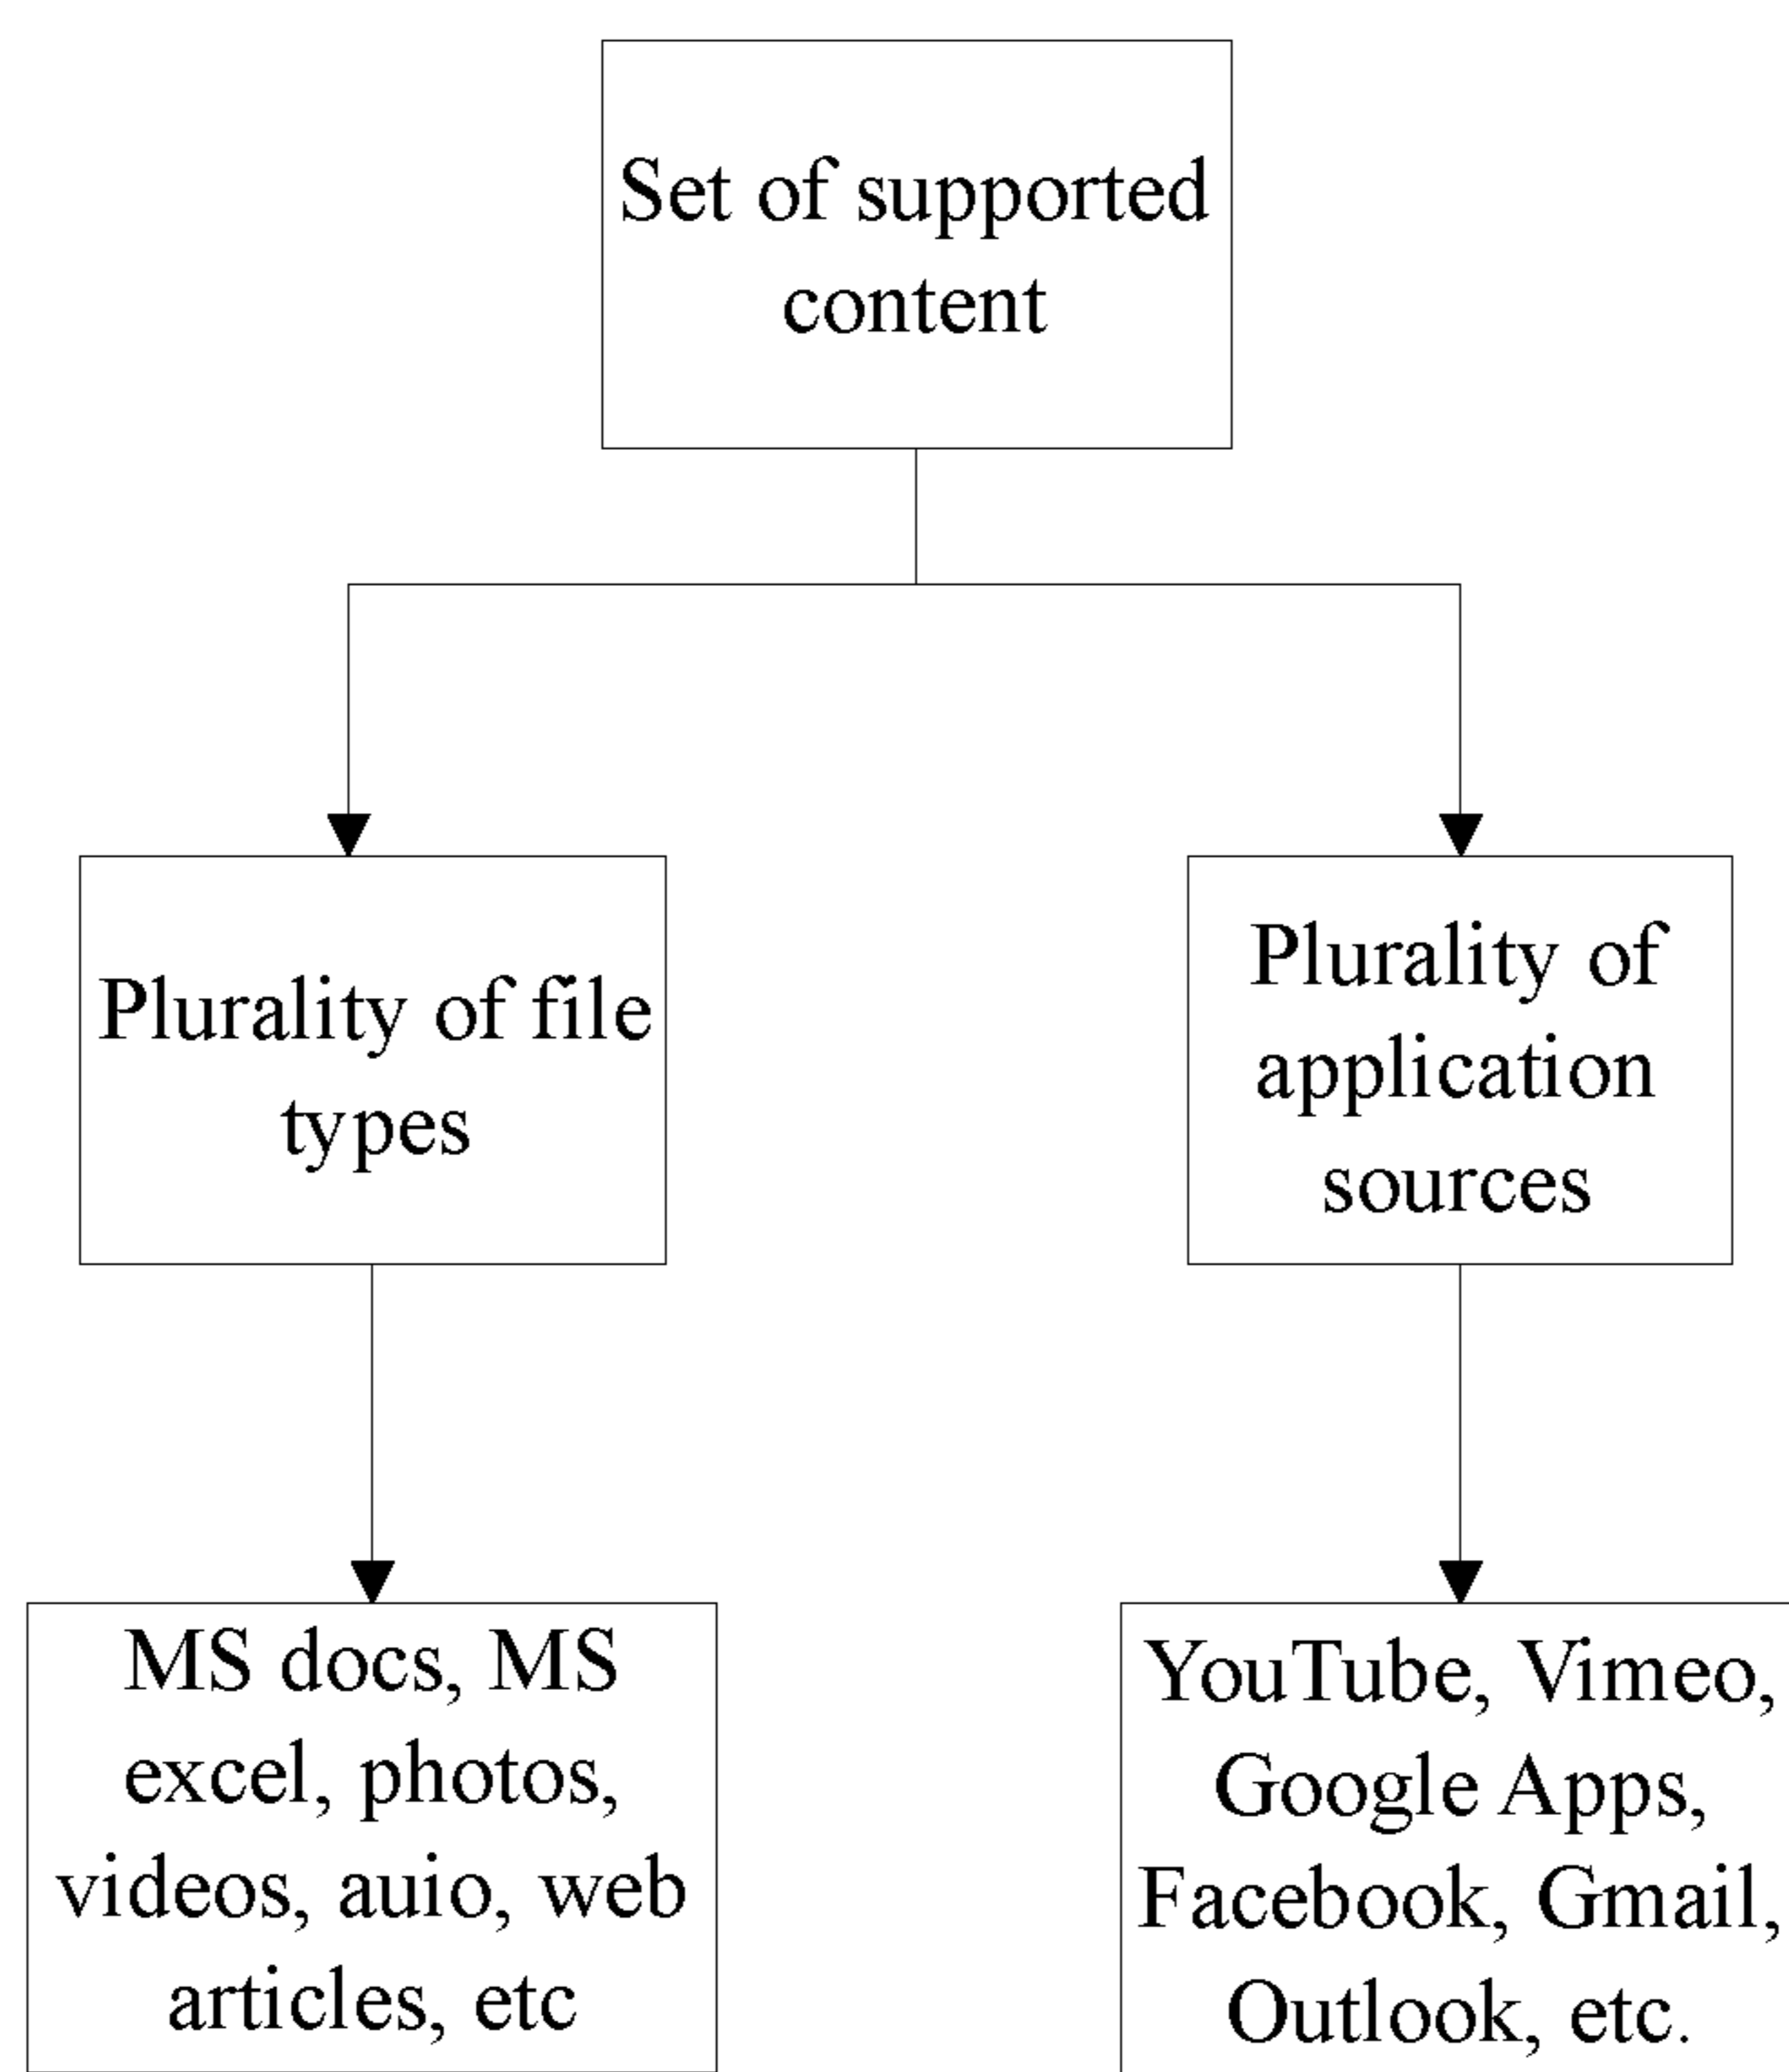 Set of supported
content
Plurality of file
types
Plurality of
application
sources
MS docs, MS
excel, photos,
videos, auio, web
articles, etc
YouTube, Vimeo,
Google Apps,
Facebook, Gmail,
Outlook, etc.